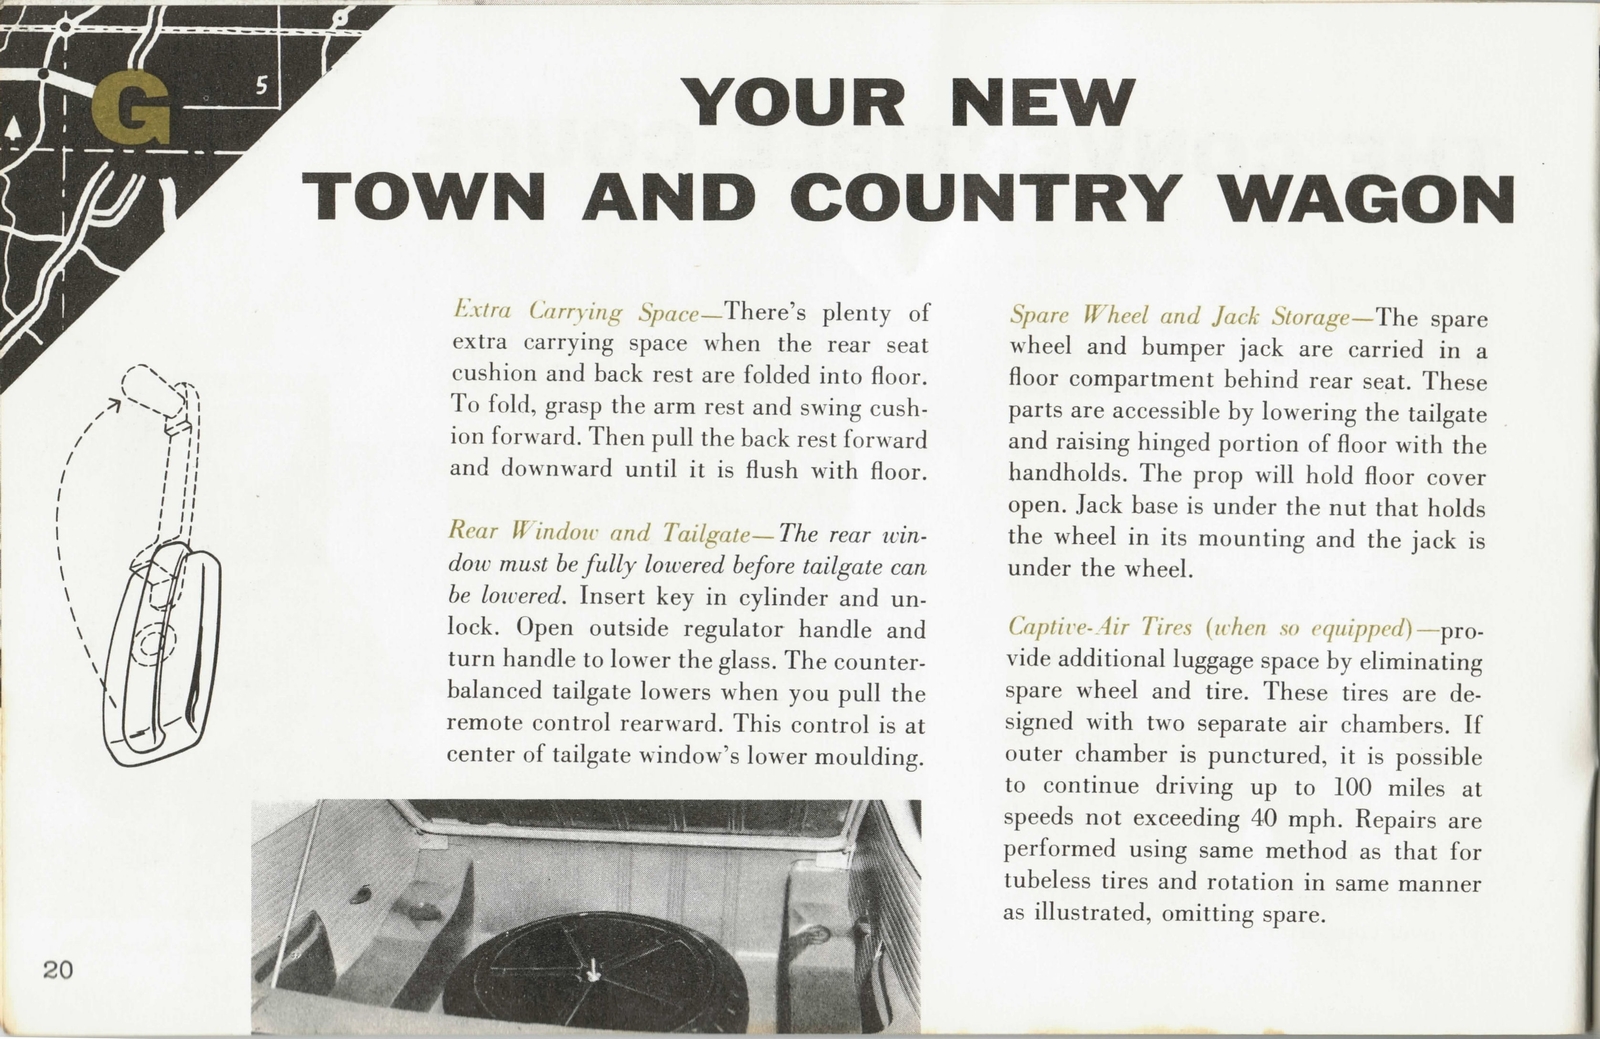 G
5
YOUR NEW
TOWN AND COUNTRY WAGON
Extra Carrying Space—There's plenty of
extra carrying space when the rear seat
cushion and back rest are folded into floor.
To fold, grasp the arm rest and swing cush-
ion forward. Then pull the back rest forward
and downward until it is flush with floor.
Rear Window and Tailgate—The rear win-
dow must be fully lowered before tailgate can
be lowered. Insert key in cylinder and un-
lock. Open outside regulator handle and
turn handle to lower the glass. The counter-
balanced tailgate lowers when you pull the
remote control rearward. This control is at
center of tailgate window's lower moulding.
Spare Wheel and Jack Storage—The spare
wheel and bumper jack are carried in a
floor compartment behind rear seat. These
parts are accessible by lowering the tailgate
and raising hinged portion of floor with the
handholds. The prop will hold floor cover
open. Jack base is under the nut that holds
the wheel in its mounting and the jack is
under the wheel.
Captive-Air Tires (when so equipped)—pro-
vide additional luggage space by eliminating
spare wheel and tire. These tires are de-
signed with two separate air chambers. If
outer chamber is punctured, it is possible
to continue driving up to 100 miles at
speeds not exceeding 40 mph. Repairs are
performed using same method as that for
tubeless tires and rotation in same manner
as illustrated, omitting spare.
20